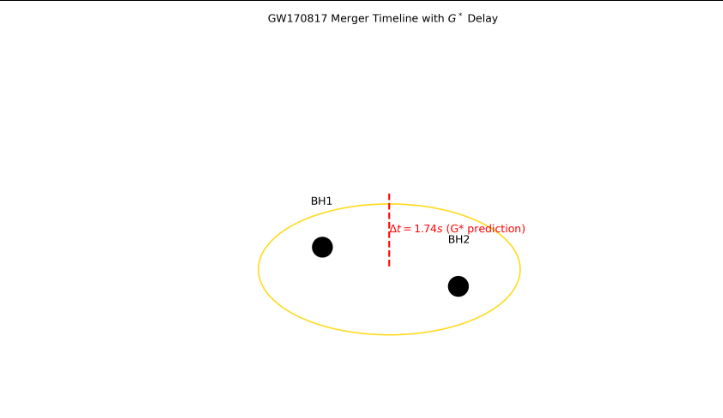 GW170817 Merger Timeline with G* Delay
BH1
Δt = 1.74s (G* prediction)
BH2